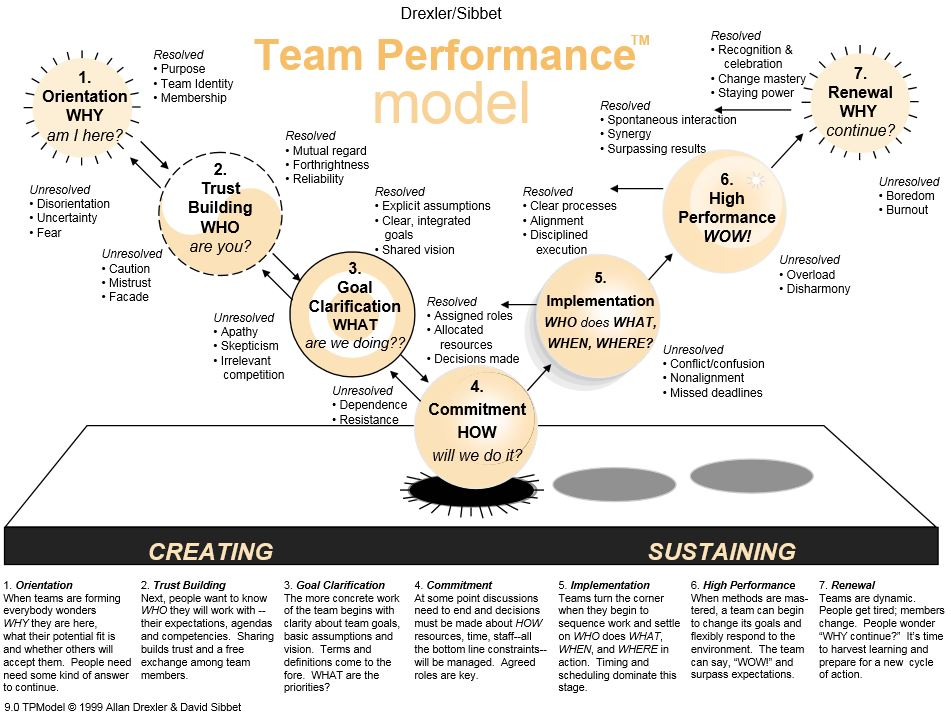 Drexler/Sibbet
Team Performance™
model
1.
Orientation
WHY
am I here?
Resolved
• Purpose
• Team Identity
• Membership
Unresolved
• Disorientation
• Uncertainty
• Fear
2.
Trust
Building
WHO
are you?
Resolved
• Mutual regard
• Forthrightness
• Reliability
Unresolved
• Caution
• Mistrust
• Facade
3.
Goal
Clarification
WHAT
are we doing??
Resolved
• Explicit assumptions
• Clear, integrated
goals
• Shared vision
Unresolved
• Apathy
• Skepticism
• Irrelevant
competition
4.
Commitment
HOW
will we do it?
Resolved
• Assigned roles
• Allocated
resources
• Decisions made
Unresolved
• Dependence
• Resistance
5.
Implementation
WHO does WHAT,
WHEN, WHERE?
Resolved
• Clear processes
• Alignment
• Disciplined
execution
Unresolved
• Conflict/confusion
• Nonalignment
• Missed deadlines
6.
High
Performance
WOW!
Resolved
• Spontaneous interaction
• Synergy
• Surpassing results
Unresolved
• Overload
• Disharmony
7.
Renewal
WHY
continue?
Resolved
• Recognition &
celebration
• Change mastery
• Staying power
Unresolved
• Boredom
• Burnout
CREATING
SUSTAINING
1. Orientation
When teams are forming
everybody wonders
WHY they are here,
what their potential fit is
and whether others will
accept them. People need
need some kind of answer
to continue.
2. Trust Building
Next, people want to know
WHO they will work with --
their expectations, agendas
and competencies. Sharing
builds trust and a free
exchange among team
members.
3. Goal Clarification
The more concrete work
of the team begins with
clarity about team goals,
basic assumptions and
vision. Terms and
definitions come to the
fore. WHAT are the
priorities?
4. Commitment
At some point discussions
need to end and decisions
must be made about HOW
resources, time, staff--all
the bottom line constraints--
will be managed. Agreed
roles are key.
5. Implementation
Teams turn the corner
when they begin to
sequence work and settle
on WHO does WHAT,
WHEN, and WHERE in
action. Timing and
scheduling dominate this
stage.
6. High Performance
When methods are mas-
tered, a team can begin
to change its goals and
flexibly respond to the
environment. The team
can say, “WOW!” and
surpass expectations.
7. Renewal
Teams are dynamic.
People get tired; members
change. People wonder
“WHY continue?” It’s time
to harvest learning and
prepare for a new cycle
of action.
9.0 TPModel © 1999 Allan Drexler & David Sibbet